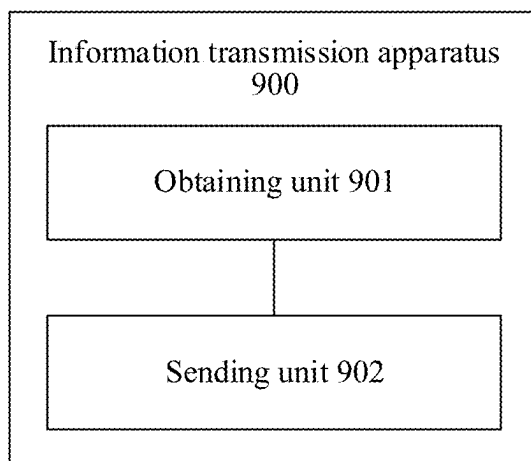 Information transmission apparatus
900
Obtaining unit 901
Sending unit 902